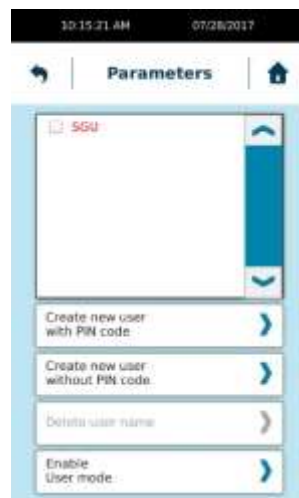 10:15:21 AM 07/28/2017
Parameters
SGU
Create new user
with PIN code
Create new user
without PIN code
Delete user name
Enable
User mode